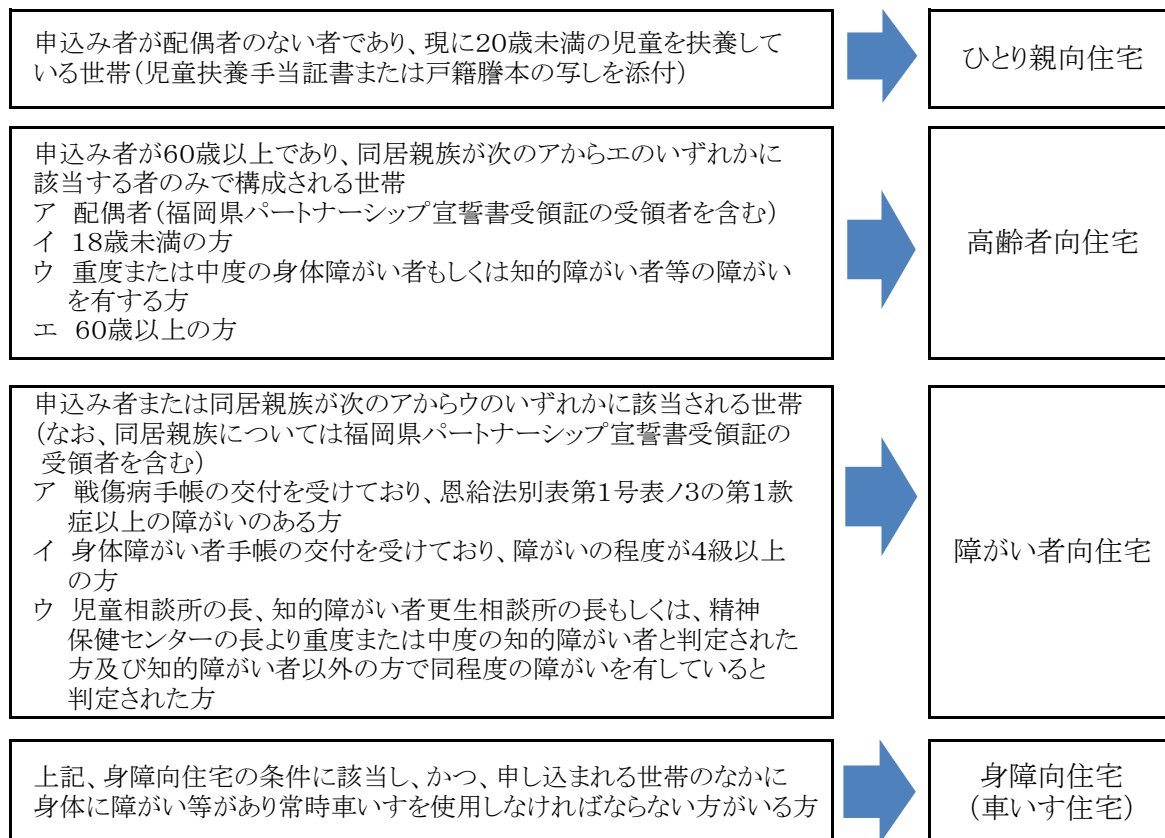 申込み者が配偶者のない者であり、現に20歳未満の児童を扶養して
いる世帯(児童扶養手当証書または戸籍謄本の写しを添付)
ひとり親向住宅
申込み者が60歳以上であり、同居親族が次のアからエのいずれかに
該当する者のみで構成される世帯
ア 配偶者(福岡県パートナーシップ宣誓書受領証の受領者を含む)
イ 18歳未満の方
ウ 重度または中度の身体障がい者もしくは知的障がい者等の障がい
を有する方
エ 60歳以上の方
高齢者向住宅
申込み者または同居親族が次のアからウのいずれかに該当される世帯
(なお、同居親族については福岡県パートナーシップ宣誓書受領証の
受領者を含む)
ア 戦傷病手帳の交付を受けており、恩給法別表第1号表ノ3の第1款
症以上の障がいのある方
イ 身体障がい者手帳の交付を受けており、障がいの程度が4級以上
の方
ウ 児童相談所の長、知的障がい者更生相談所の長もしくは、精神
保健センターの長より重度または中度の知的障がい者と判定された
方及び知的障がい者以外の方で同程度の障がいを有していると
判定された方
障がい者向住宅
上記、身障向住宅の条件に該当し、かつ、申し込まれる世帯のなかに
身体に障がい等があり常時車いすを使用しなければならない方がいる方
身障向住宅
(車いす住宅)